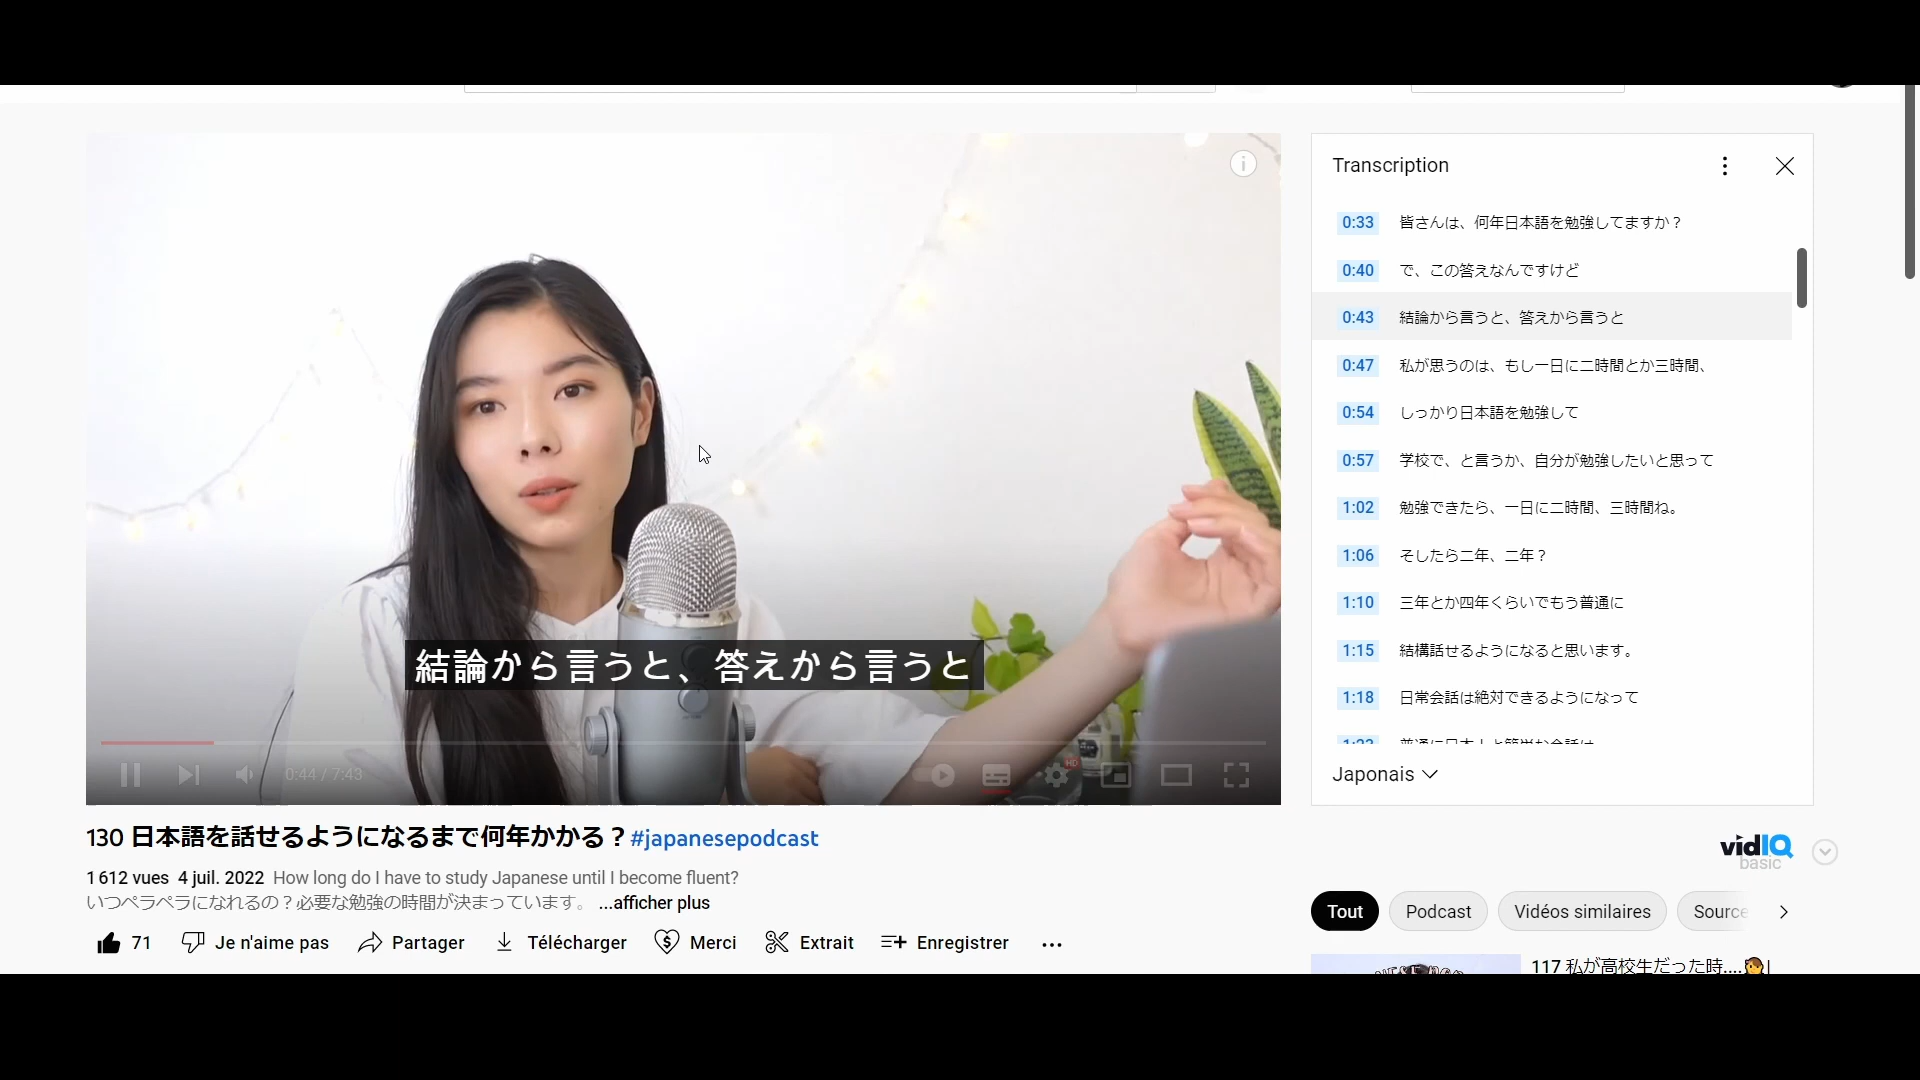 結論から言うと、答えから言うと
0:44 / 7:43
HD
130 日本語を話せるようになるまで何年かかる？#japanesepodcast
1 612 vues 4 juil. 2022 How long do I have to study Japanese until I become fluent?
いつペラペラになれるの？必要な勉強の時間が決まっています。 ...afficher plus
71 Je n'aime pas Partager Télécharger Merci Extrait Enregistrer
Transcription
0:33 皆さんは、何年日本語を勉強してますか？
0:40 で、この答えなんですけど
0:43 結論から言うと、答えから言うと
0:47 私が思うのは、もし一日に二時間とか三時間、
0:54 しっかり日本語を勉強して
0:57 学校で、と言うか、自分が勉強したいと思って
1:02 勉強できたら、一日に二時間、三時間ね。
1:06 そしたら二年、二年？
1:10 三年とか四年くらいでもう普通に
1:15 結構話せるようになると思います。
1:18 日常会話は絶対できるようになって
Japonais
vidIQ
basic
Tout Podcast Vidéos similaires Source
117 私が高校生だった時....